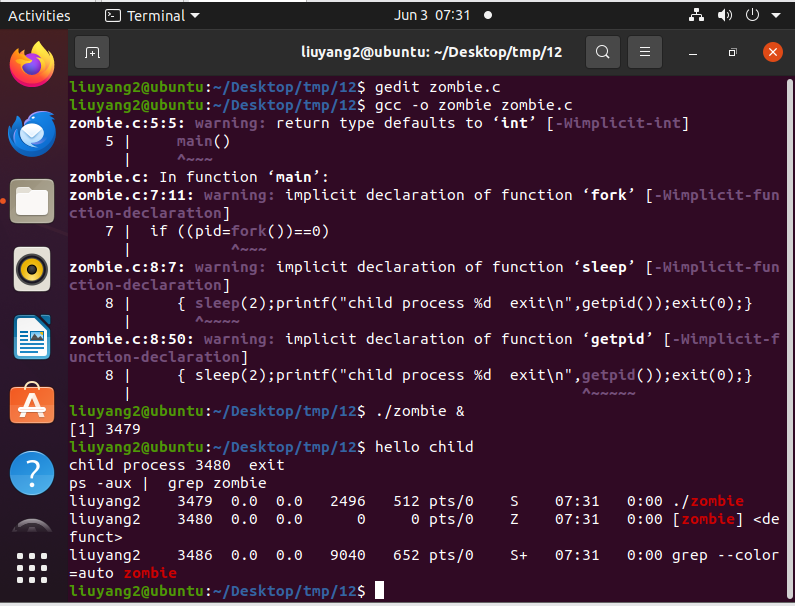 Activities Terminal Jun 3 07:31
liuyang2@ubuntu: ~/Desktop/tmp/12
liuyang2@ubuntu:~/Desktop/tmp/12$ gedit zombie.c
liuyang2@ubuntu:~/Desktop/tmp/12$ gcc -o zombie zombie.c
zombie.c:5:5: warning: return type defaults to ‘int’ [-Wimplicit-int]
    5 |     main()
      |     ^~~~
zombie.c: In function ‘main’:
zombie.c:7:11: warning: implicit declaration of function ‘fork’ [-Wimplicit-fun
ction-declaration]
    7 |  if ((pid=fork())==0)
      |           ^~~~
zombie.c:8:7: warning: implicit declaration of function ‘sleep’ [-Wimplicit-fun
ction-declaration]
    8 |     { sleep(2);printf("child process %d  exit\n",getpid());exit(0);}
      |       ^~~~~
zombie.c:8:50: warning: implicit declaration of function ‘getpid’ [-Wimplicit-f
unction-declaration]
    8 |     { sleep(2);printf("child process %d  exit\n",getpid());exit(0);}
      |                                                  ^~~~~~
liuyang2@ubuntu:~/Desktop/tmp/12$ ./zombie &
[1] 3479
liuyang2@ubuntu:~/Desktop/tmp/12$ hello child
child process 3480  exit
ps -aux |  grep zombie
liuyang2    3479  0.0  0.0   2496   512 pts/0    S    07:31   0:00 ./zombie
liuyang2    3480  0.0  0.0      0     0 pts/0    Z    07:31   0:00 [zombie] <de
funct>
liuyang2    3486  0.0  0.0   9040   652 pts/0    S+   07:31   0:00 grep --color
=auto zombie
liuyang2@ubuntu:~/Desktop/tmp/12$